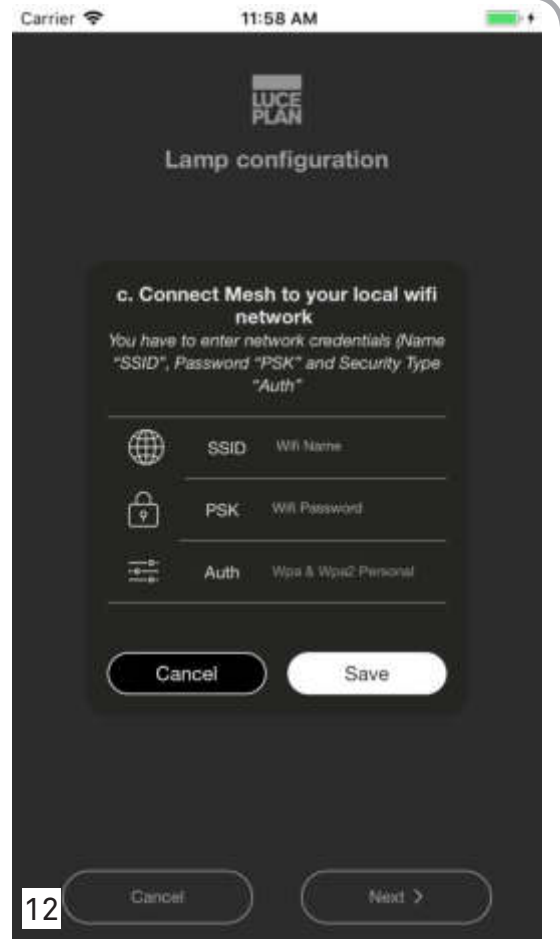 Carrier 11:58 AM
LUCE
PLAN
Lamp configuration
c. Connect Mesh to your local wifi
network
You have to enter network credentials (Name
"SSID", Password "PSK" and Security Type
"Auth"
SSID Wifi Name
PSK Wifi Password
Auth Wpa & Wpa2 Personal
Cancel Save
12 Cancel Next >